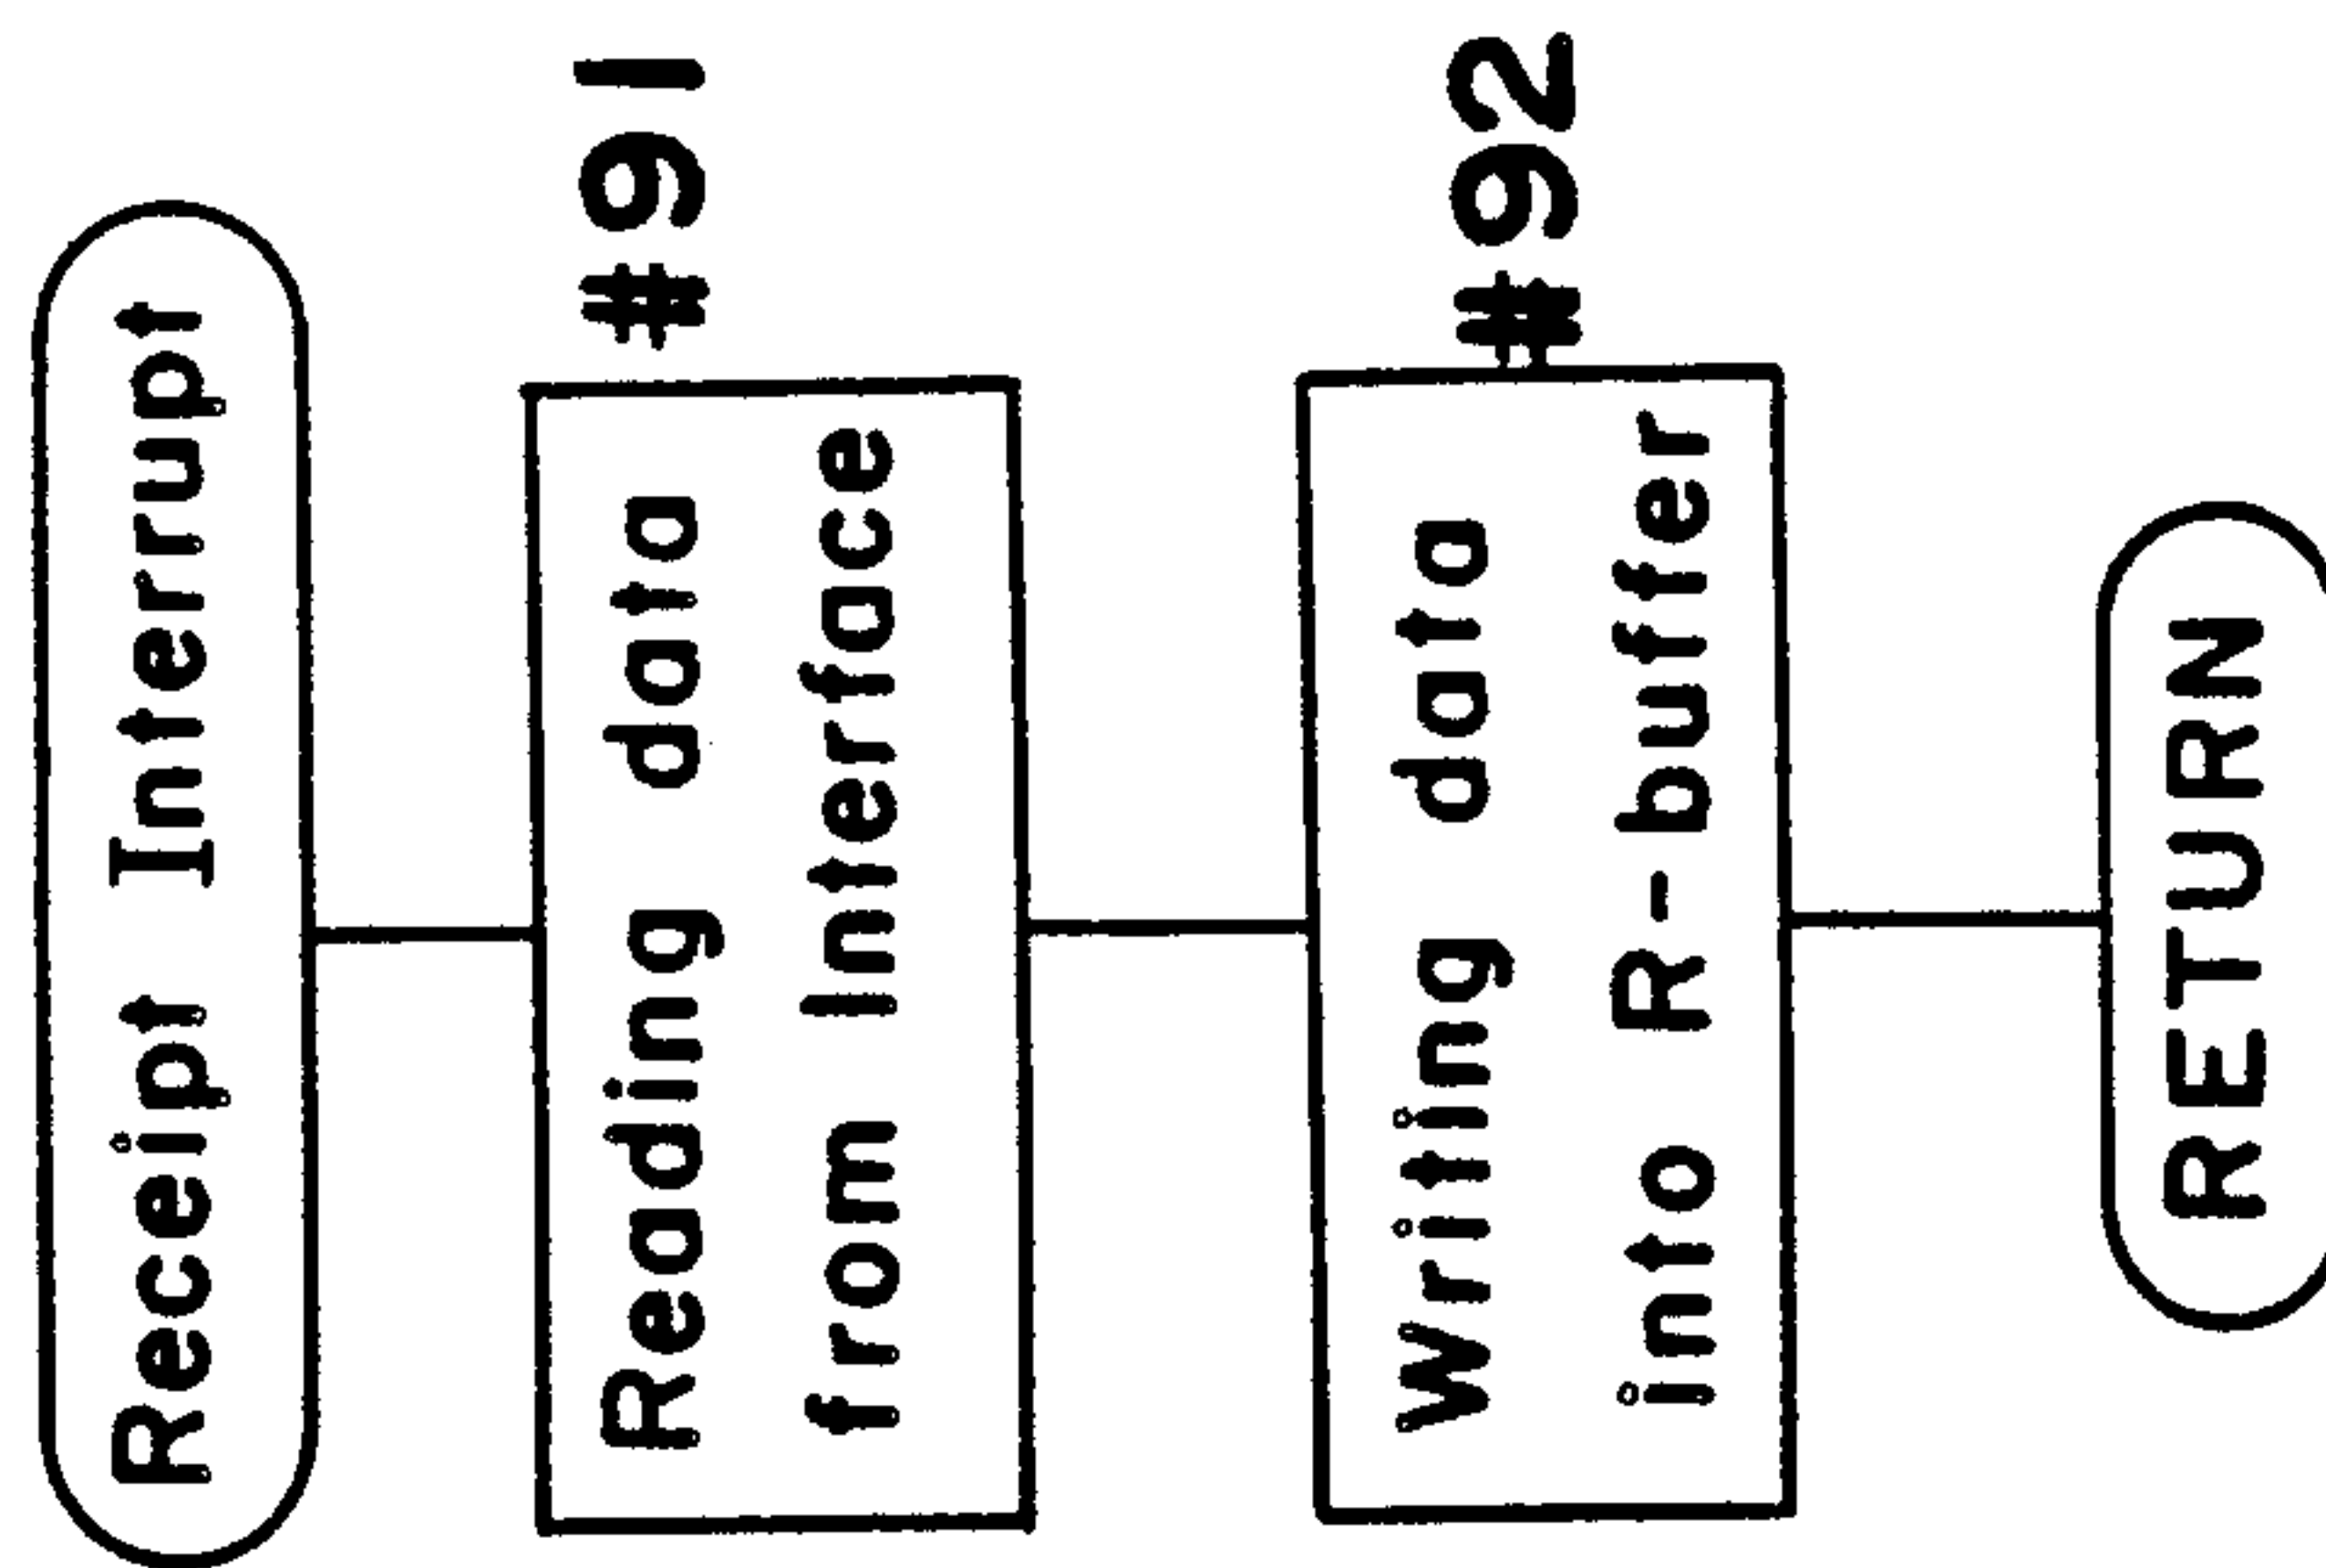 Receipt Interrupt
#91
Reading data
from Interface
#92
Writing data
into R-buffer
RETURN